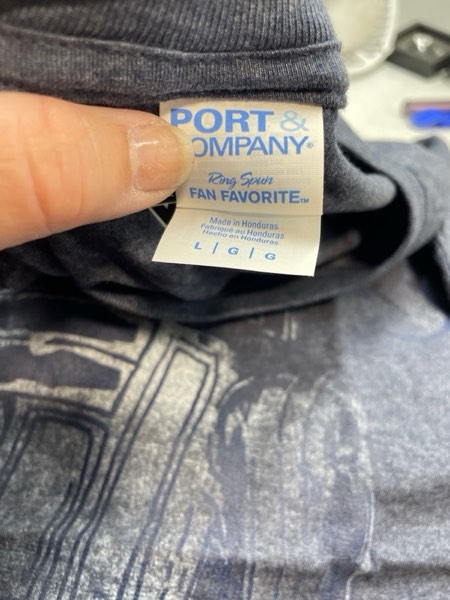 PORT &
COMPANY®
Ring Spun
FAN FAVORITE™
Made in Honduras
Fabriqué au Honduras
Hecho en Honduras
L | G | G